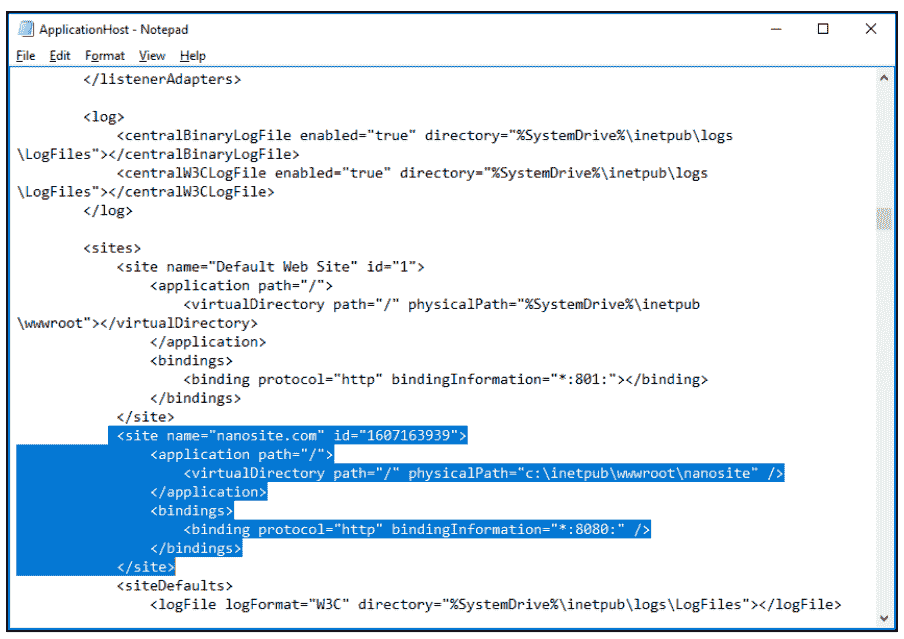 ApplicationHost - Notepad
File Edit Format View Help
</listenerAdapters>
<log>
<centralBinaryLogFile enabled="true" directory="%SystemDrive%\inetpub\logs
\LogFiles"></centralBinaryLogFile>
<centralW3CLogFile enabled="true" directory="%SystemDrive%\inetpub\logs
\LogFiles"></centralW3CLogFile>
</log>
<sites>
<site name="Default Web Site" id="1">
<application path="/">
<virtualDirectory path="/" physicalPath="%SystemDrive%\inetpub
\wwwroot"></virtualDirectory>
</application>
<bindings>
<binding protocol="http" bindingInformation="*:801:"></binding>
</bindings>
</site>
<site name="nanosite.com" id="1607163939">
<application path="/">
<virtualDirectory path="/" physicalPath="c:\inetpub\wwwroot\nanosite" />
</application>
<bindings>
<binding protocol="http" bindingInformation="*:8080:" />
</bindings>
</site>
<siteDefaults>
<logFile logFormat="W3C" directory="%SystemDrive%\inetpub\logs\LogFiles"></logFile>